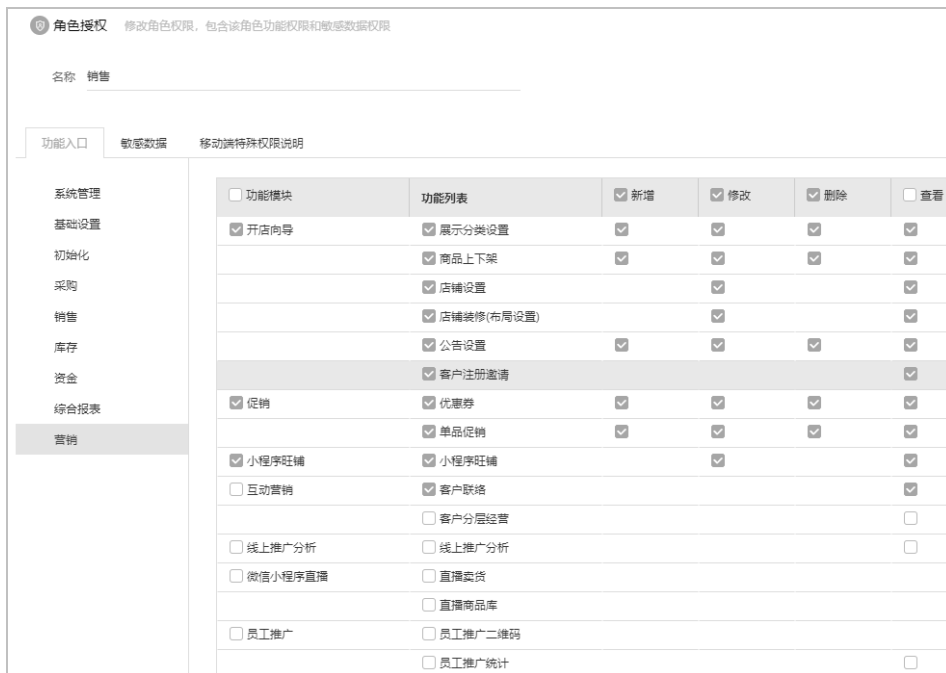 角色授权 修改角色权限，包含该角色功能权限和敏感数据权限
名称 销售
功能入口 敏感数据 移动端特殊权限说明
系统管理
基础设置
初始化
采购
销售
库存
资金
综合报表
营销
功能模块 功能列表 新增 修改 删除 查看
开店向导 展示分类设置
商品上下架
店铺设置
店铺装修(布局设置)
公告设置
客户注册邀请
促销 优惠券
单品促销
小程序旺铺 小程序旺铺
互动营销 客户联络
客户分层经营
线上推广分析 线上推广分析
微信小程序直播 直播卖货
直播商品库
员工推广 员工推广二维码
员工推广统计